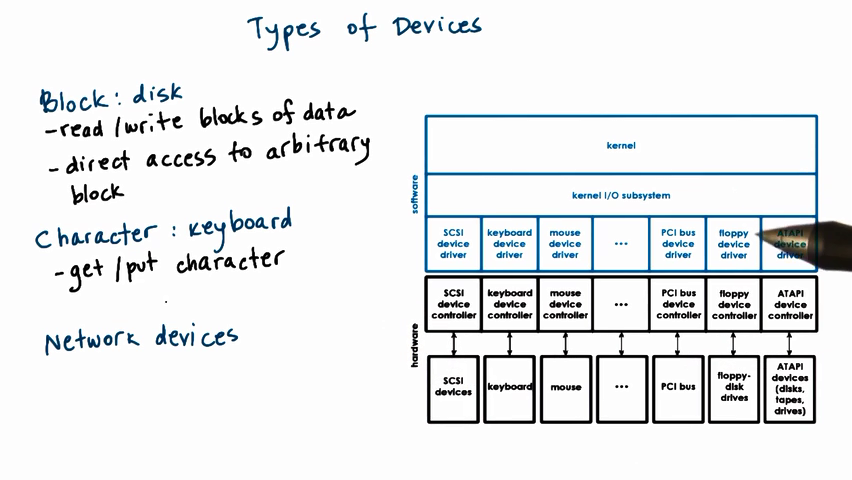 Types of Devices
Block: disk
-read/write blocks of data
-direct access to arbitrary
block
Character: keyboard
-get/put character
Network devices
software
kernel
kernel I/O subsystem
SCSI
device
driver
keyboard
device
driver
mouse
device
driver
...
PCI bus
device
driver
floppy
device
driver
ATAPI
device
driver
hardware
SCSI
device
controller
keyboard
device
controller
mouse
device
controller
...
PCI bus
device
controller
floppy
device
controller
ATAPI
device
controller
SCSI
devices
keyboard
mouse
...
PCI bus
floppy-
disk
drives
ATAPI
devices
(disks,
tapes,
drives)